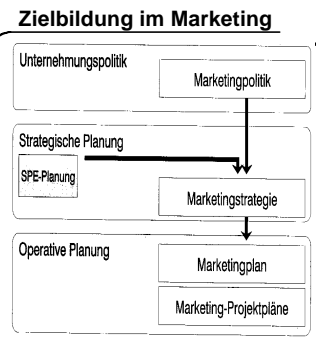 Zielbildung im Marketing
Unternehmungspolitik
Marketingpolitik
Strategische Planung
SPE-Planung
Marketingstrategie
Operative Planung
Marketingplan
Marketing-Projektpläne